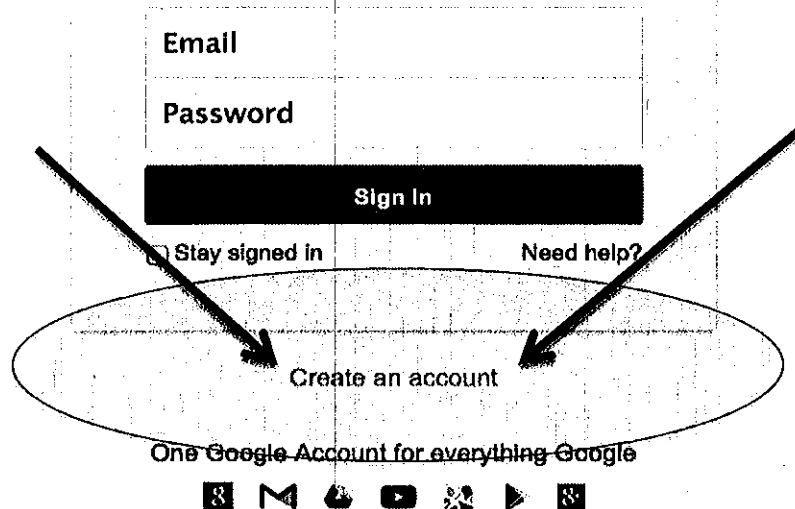 Email
Password
Sign In
Stay signed in Need help?
Create an account
One Google Account for everything Google